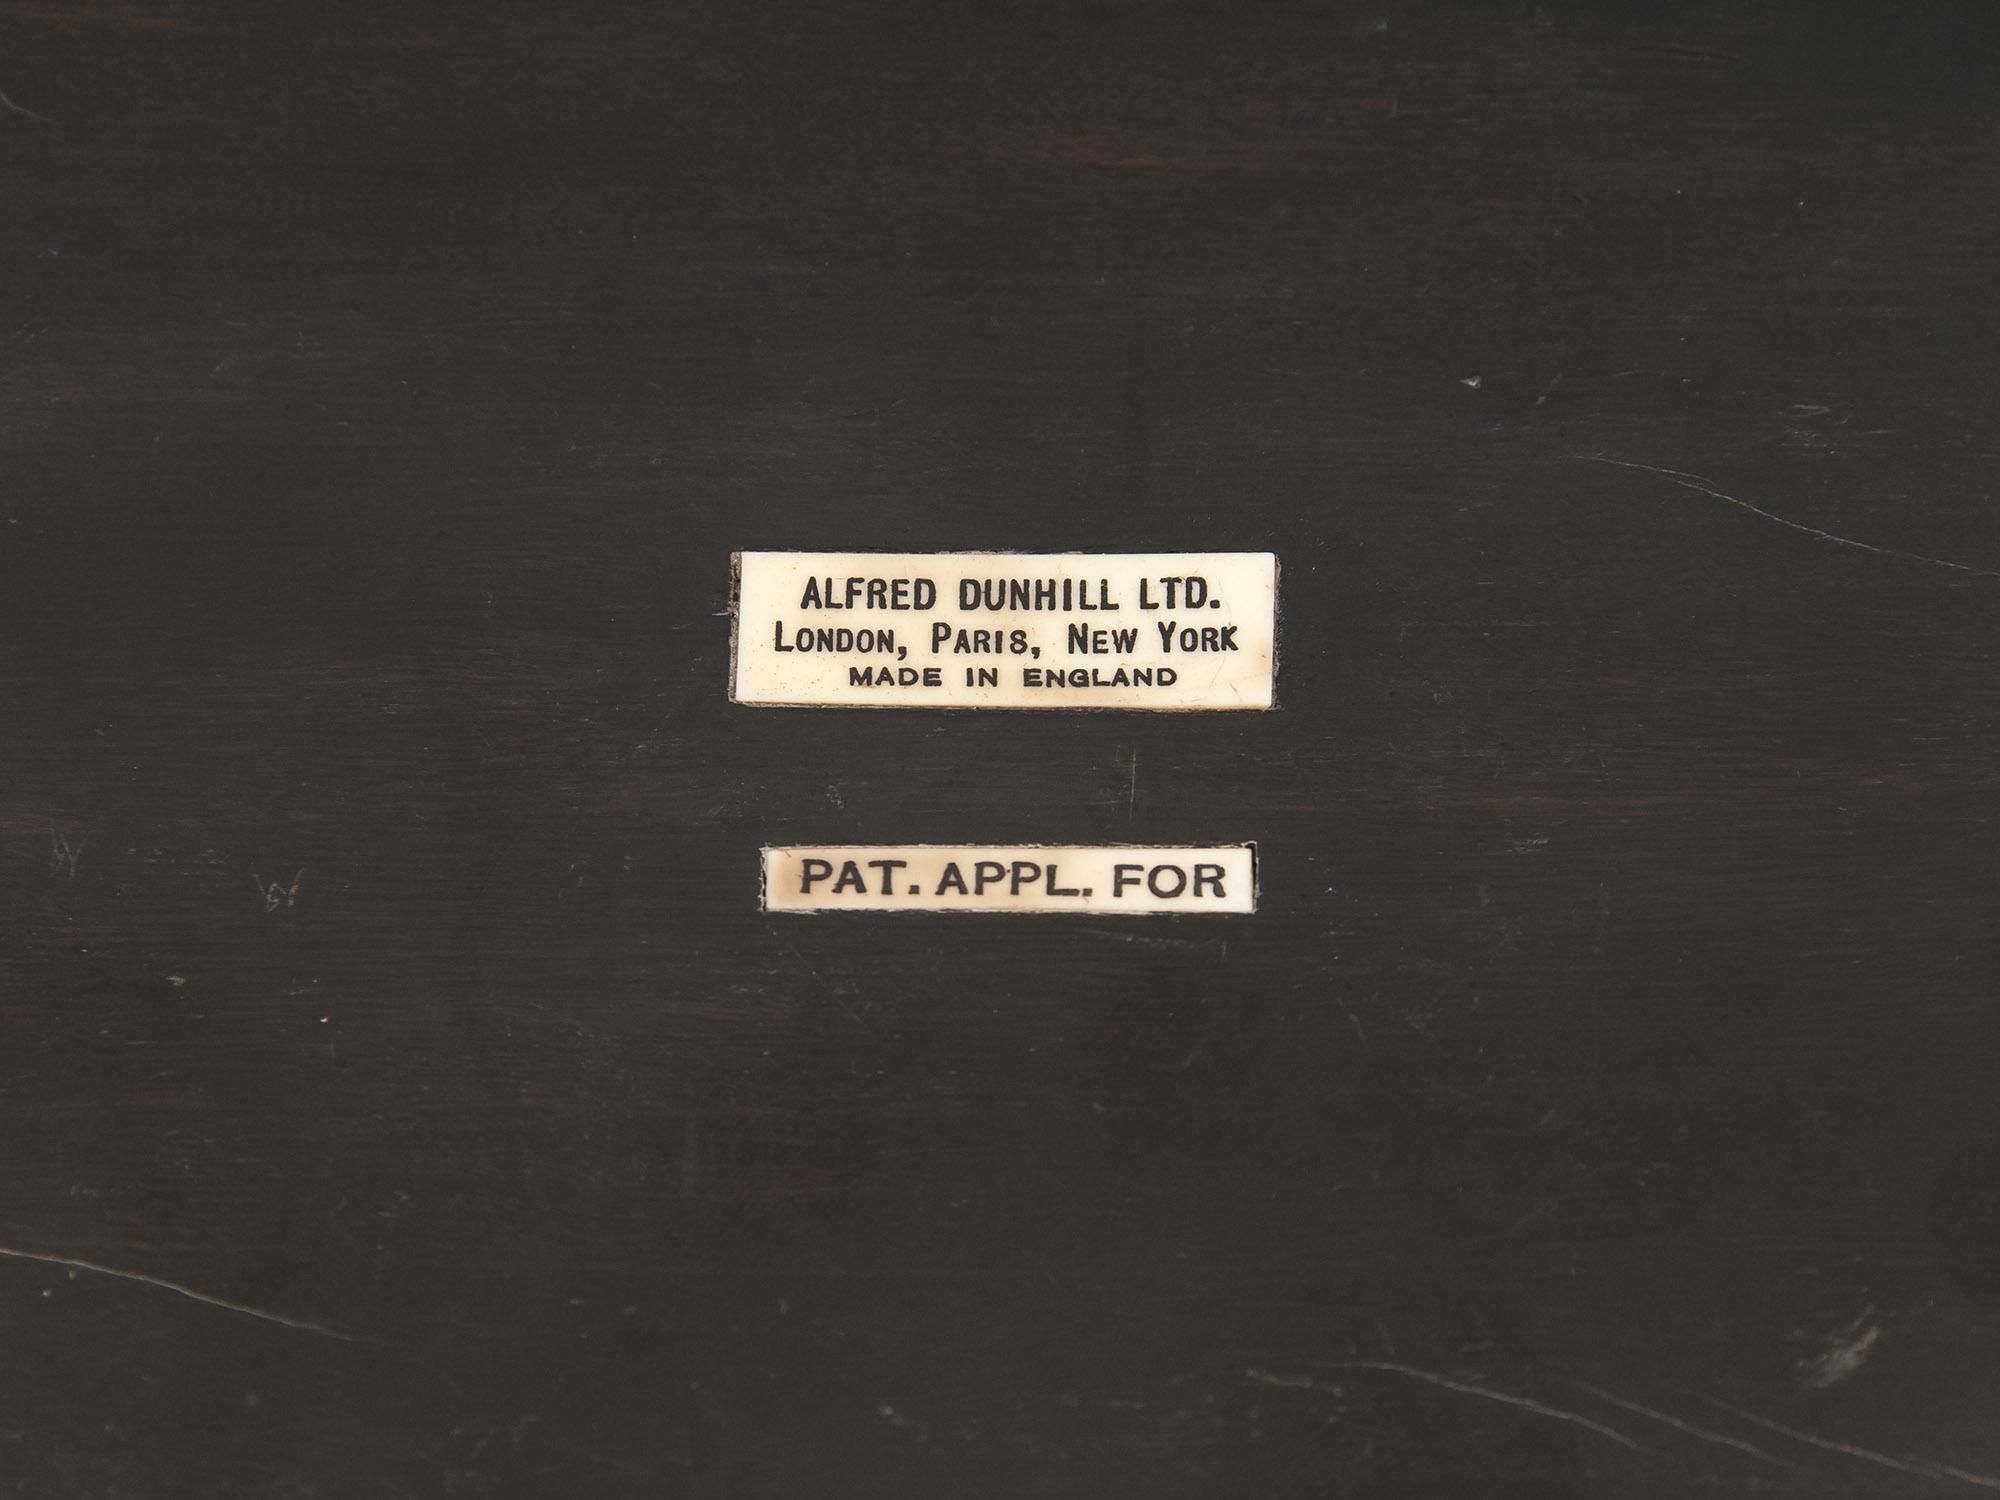 ALFRED DUNHILL LTD.
LONDON, PARIS, NEW YORK
MADE IN ENGLAND
PAT. APPL. FOR